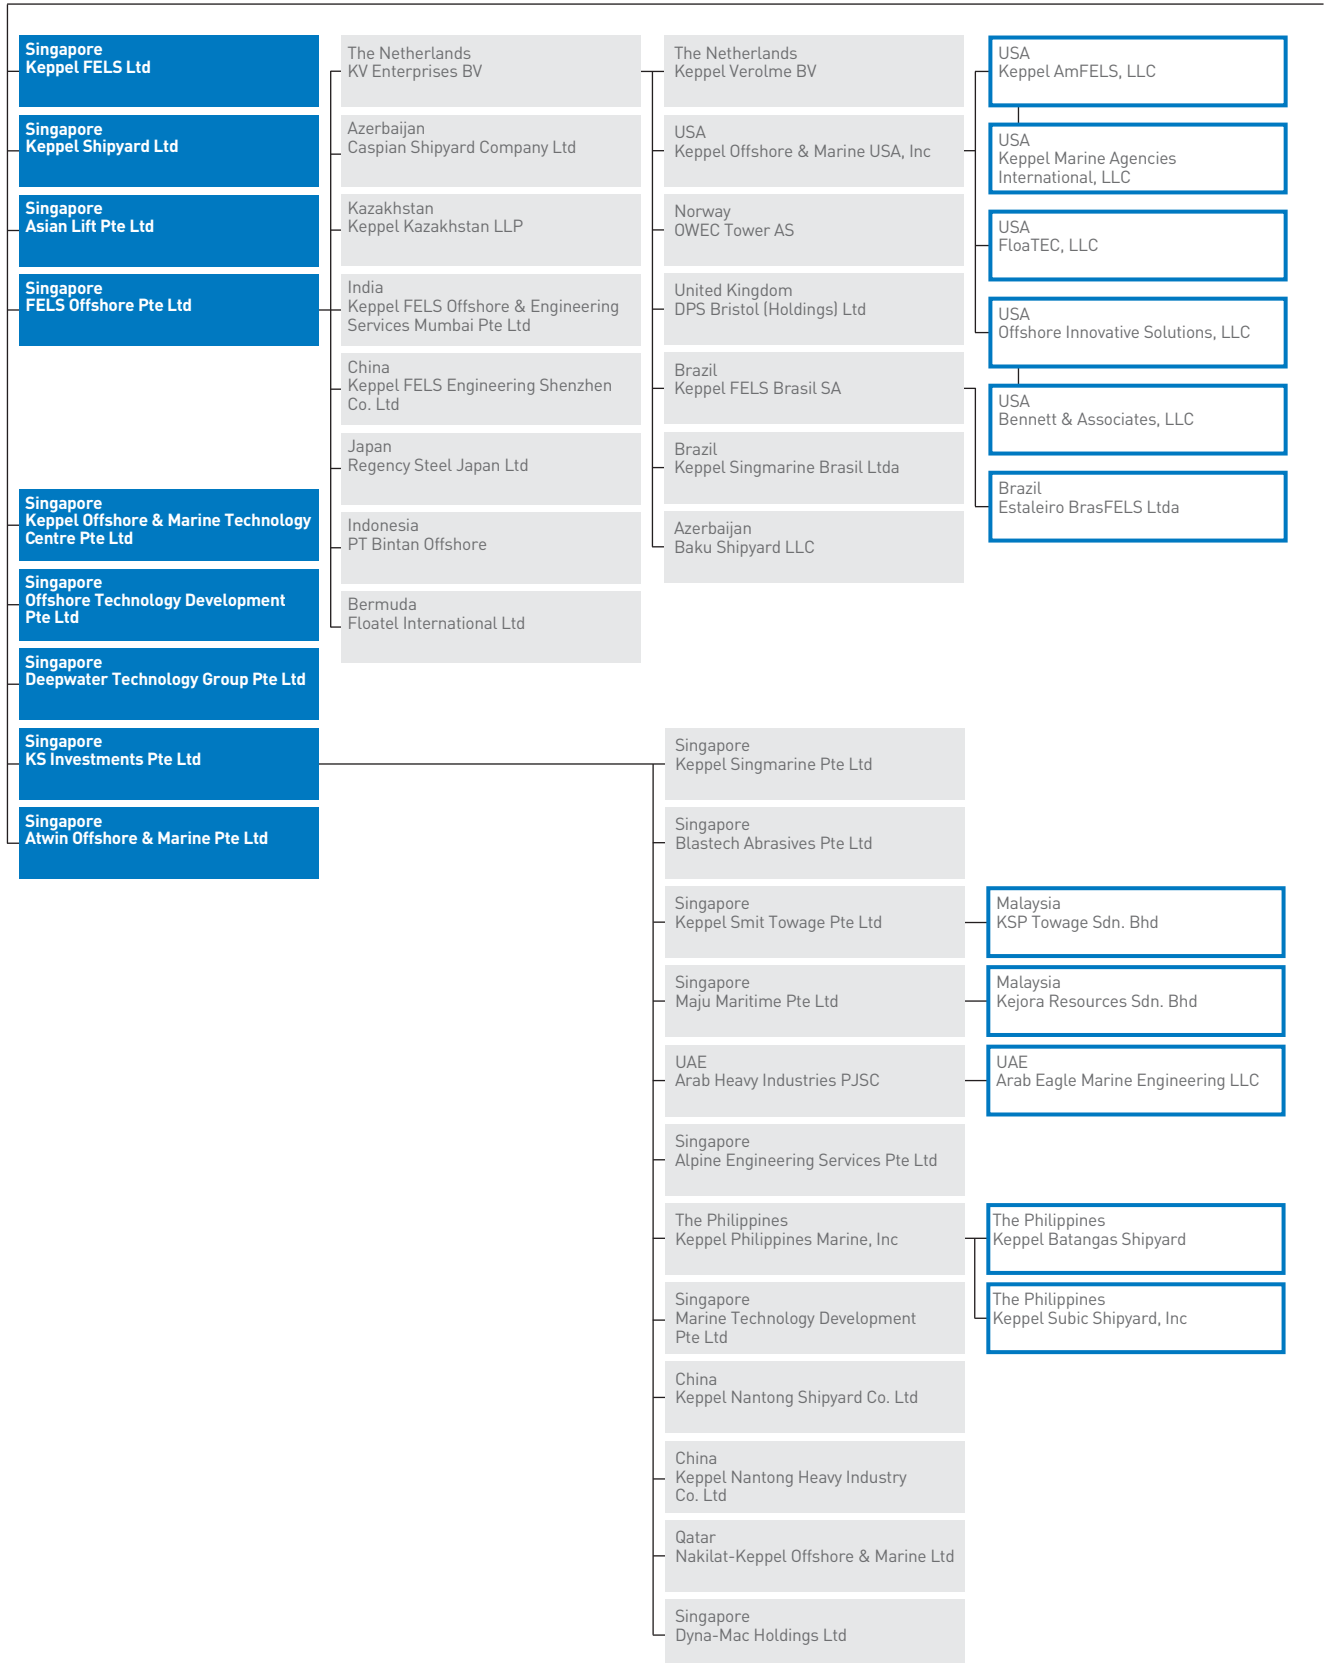 Singapore
Keppel FELS Ltd
Singapore
Keppel Shipyard Ltd
Singapore
Asian Lift Pte Ltd
Singapore
FELS Offshore Pte Ltd
Singapore
Keppel Offshore & Marine Technology
Centre Pte Ltd
Singapore
Offshore Technology Development
Pte Ltd
Singapore
Deepwater Technology Group Pte Ltd
Singapore
KS Investments Pte Ltd
Singapore
Atwin Offshore & Marine Pte Ltd
The Netherlands
KV Enterprises BV
Azerbaijan
Caspian Shipyard Company Ltd
Kazakhstan
Keppel Kazakhstan LLP
India
Keppel FELS Offshore & Engineering
Services Mumbai Pte Ltd
China
Keppel FELS Engineering Shenzhen
Co. Ltd
Japan
Regency Steel Japan Ltd
Indonesia
PT Bintan Offshore
Bermuda
Floatel International Ltd
The Netherlands
Keppel Verolme BV
USA
Keppel Offshore & Marine USA, Inc
Norway
OWEC Tower AS
United Kingdom
DPS Bristol (Holdings) Ltd
Brazil
Keppel FELS Brasil SA
Brazil
Keppel Singmarine Brasil Ltda
Azerbaijan
Baku Shipyard LLC
USA
Keppel AmFELS, LLC
USA
Keppel Marine Agencies
International, LLC
USA
FloaTEC, LLC
USA
Offshore Innovative Solutions, LLC
USA
Bennett & Associates, LLC
Brazil
Estaleiro BrasFELS Ltda
Singapore
Keppel Singmarine Pte Ltd
Singapore
Blastech Abrasives Pte Ltd
Singapore
Keppel Smit Towage Pte Ltd
Singapore
Maju Maritime Pte Ltd
UAE
Arab Heavy Industries PJSC
Singapore
Alpine Engineering Services Pte Ltd
The Philippines
Keppel Philippines Marine, Inc
Singapore
Marine Technology Development
Pte Ltd
China
Keppel Nantong Shipyard Co. Ltd
China
Keppel Nantong Heavy Industry
Co. Ltd
Qatar
Nakilat-Keppel Offshore & Marine Ltd
Singapore
Dyna-Mac Holdings Ltd
Malaysia
KSP Towage Sdn. Bhd
Malaysia
Kejora Resources Sdn. Bhd
UAE
Arab Eagle Marine Engineering LLC
The Philippines
Keppel Batangas Shipyard
The Philippines
Keppel Subic Shipyard, Inc